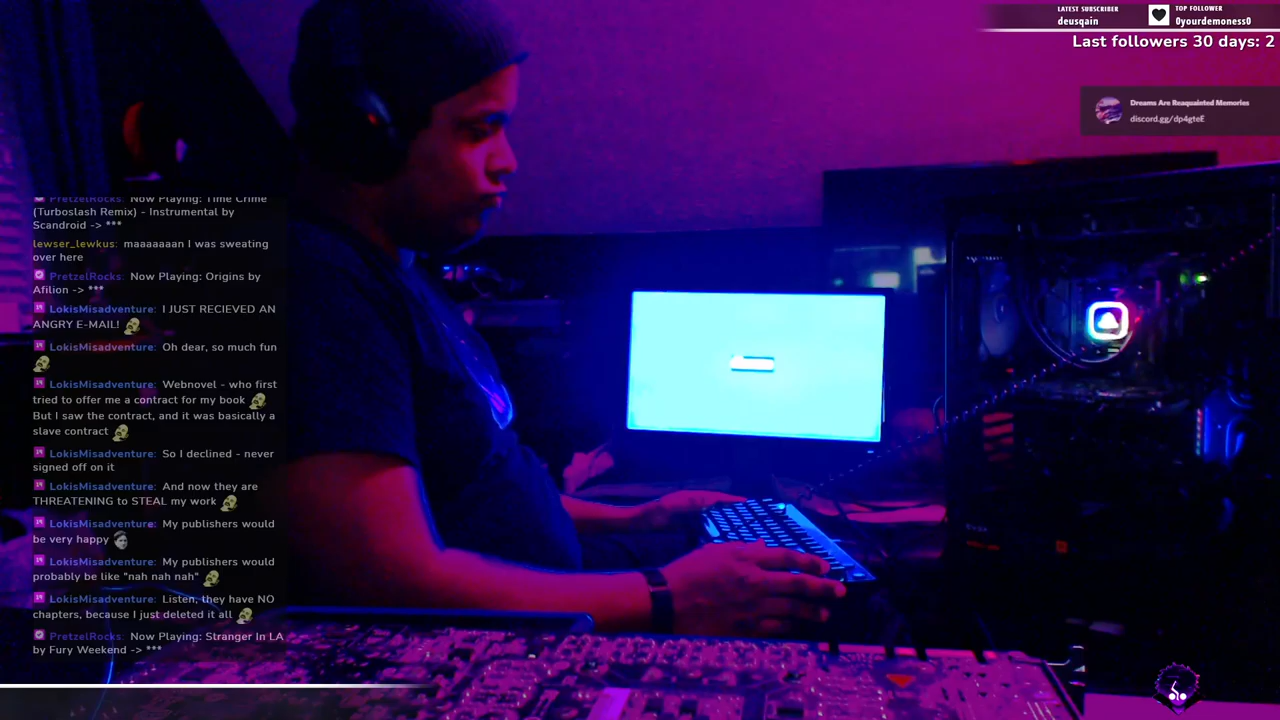 LATEST SUBSCRIBER
deusqain
TOP FOLLOWER
0yourdemoness0
Last followers 30 days: 2
Dreams Are Reaquainted Memories
discord.gg/dp4gteE
PretzelRocks: Now Playing: Time Crime
(Turboslash Remix) - Instrumental by
Scandroid -> ***
lewser_lewkus: maaaaaaan I was sweating
over here
PretzelRocks: Now Playing: Origins by
Afilion -> ***
LokisMisadventure: I JUST RECIEVED AN
ANGRY E-MAIL!
LokisMisadventure: Oh dear, so much fun
LokisMisadventure: Webnovel - who first
tried to offer me a contract for my book
But I saw the contract, and it was basically a
slave contract
LokisMisadventure: So I declined - never
signed off on it
LokisMisadventure: And now they are
THREATENING to STEAL my work
LokisMisadventure: My publishers would
be very happy
LokisMisadventure: My publishers would
probably be like "nah nah nah"
LokisMisadventure: Listen, they have NO
chapters, because I just deleted it all
PretzelRocks: Now Playing: Stranger In LA
by Fury Weekend -> ***